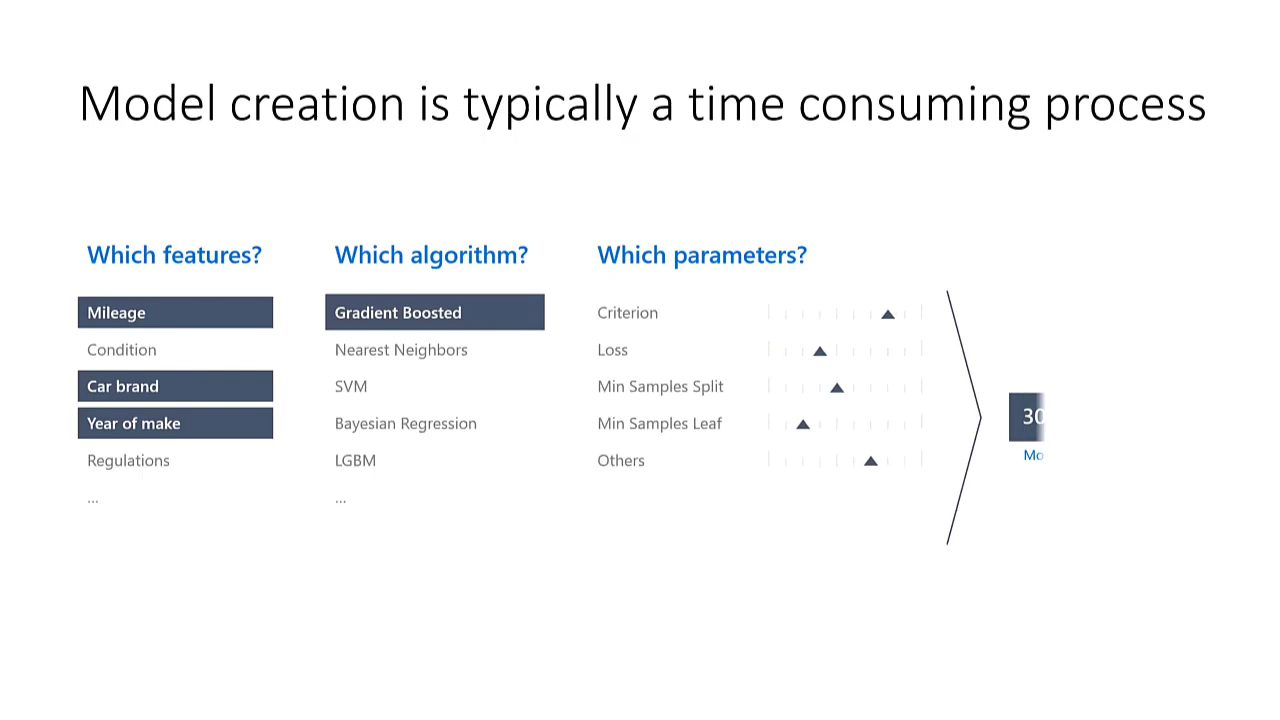 Model creation is typically a time consuming process
Which features?
Mileage
Condition
Car brand
Year of make
Regulations
...
Which algorithm?
Gradient Boosted
Nearest Neighbors
SVM
Bayesian Regression
LGBM
...
Which parameters?
Criterion
Loss
Min Samples Split
Min Samples Leaf
Others
30